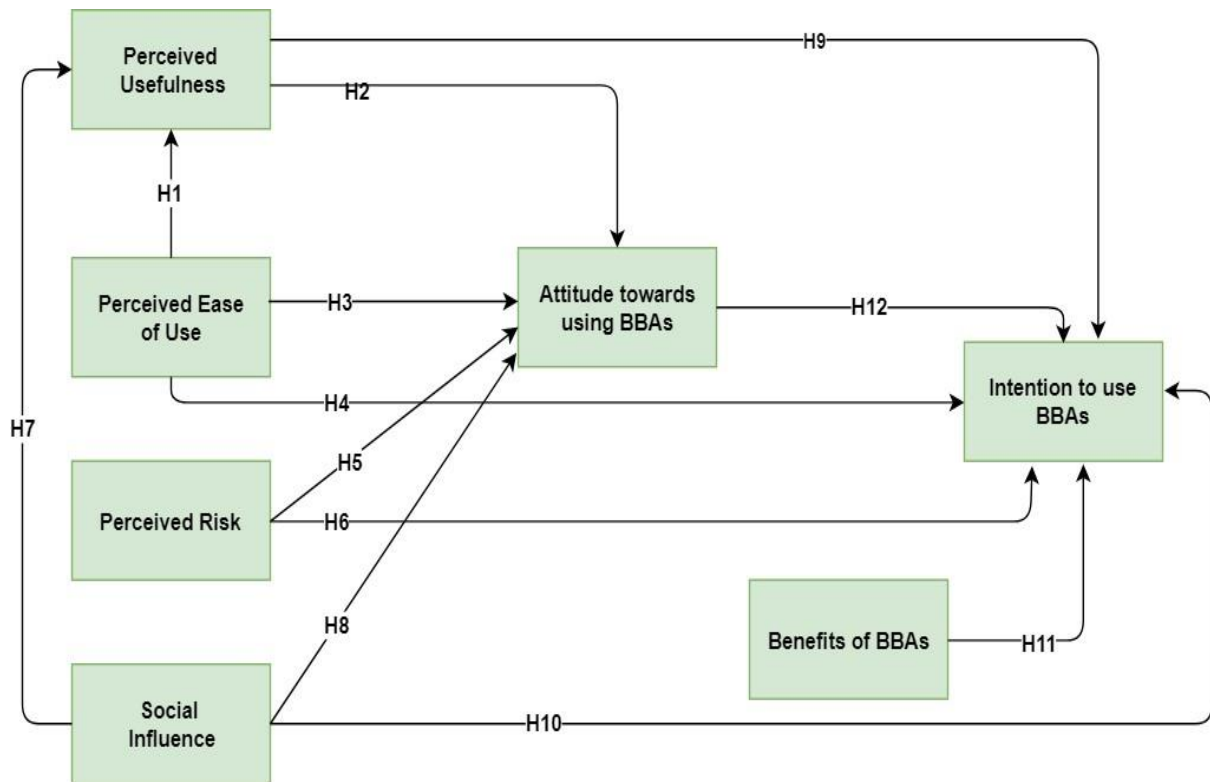 Perceived
Usefulness
H9
H2
H1
Perceived Ease
of Use
H3
Attitude towards
using BBAs
H12
H4
Intention to use
BBAs
H7
H5
Perceived Risk
H6
H8
Benefits of BBAs
H11
Social
Influence
H10